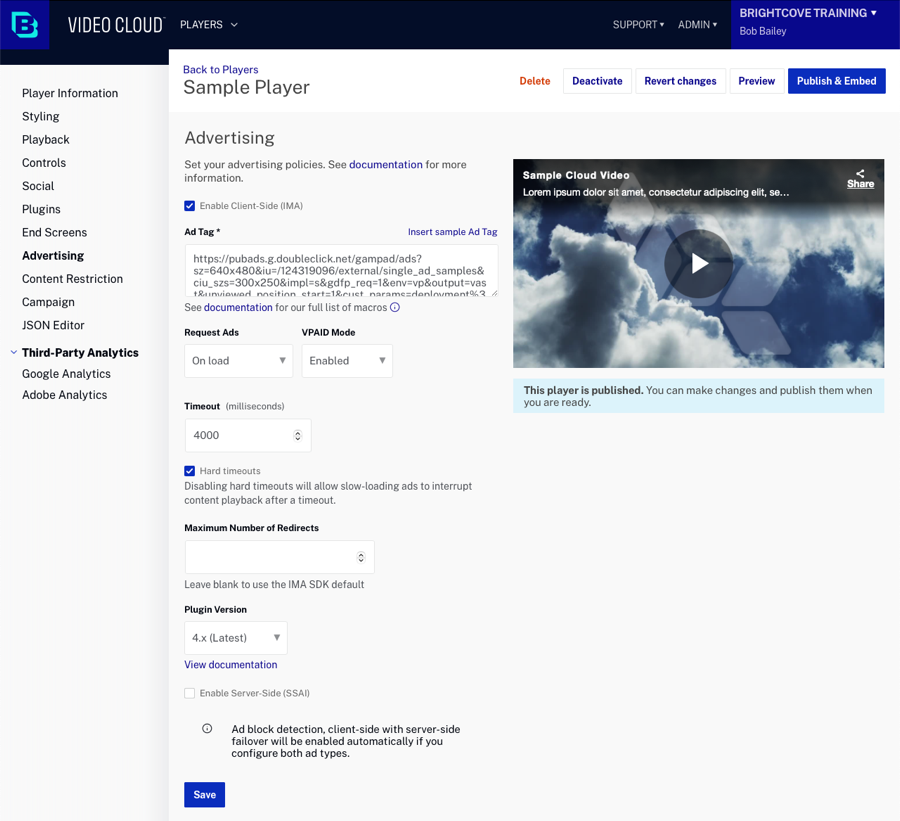 VIDEO CLOUD
PLAYERS
SUPPORT
ADMIN
BRIGHTCOVE TRAINING
Bob Bailey
Player Information
Styling
Playback
Controls
Social
Plugins
End Screens
Advertising
Content Restriction
Campaign
JSON Editor
Third-Party Analytics
Google Analytics
Adobe Analytics
Back to Players
Sample Player
Delete
Deactivate
Revert changes
Preview
Publish & Embed
Advertising
Set your advertising policies. See documentation for more
information.
Enable Client-Side (IMA)
Ad Tag *
Insert sample Ad Tag
https://pubads.g.doubleclick.net/gampad/ads?
sz=640x480&iu=/124319096/external/single_ad_samples&
ciu_szs=300x250&impl=s&gdfp_req=1&env=vp&output=vas
t&unviewed_position_start=1&cust_params=deployment%3
See documentation for our full list of macros
Request Ads
VPAID Mode
On load
Enabled
Timeout (milliseconds)
4000
Hard timeouts
Disabling hard timeouts will allow slow-loading ads to interrupt
content playback after a timeout.
Maximum Number of Redirects
Leave blank to use the IMA SDK default
Plugin Version
4.x (Latest)
View documentation
Enable Server-Side (SSAI)
Ad block detection, client-side with server-side
failover will be enabled automatically if you
configure both ad types.
Save
Sample Cloud Video
Lorem ipsum dolor sit amet, consectetur adipiscing elit, se...
Share
This player is published. You can make changes and publish them when
you are ready.